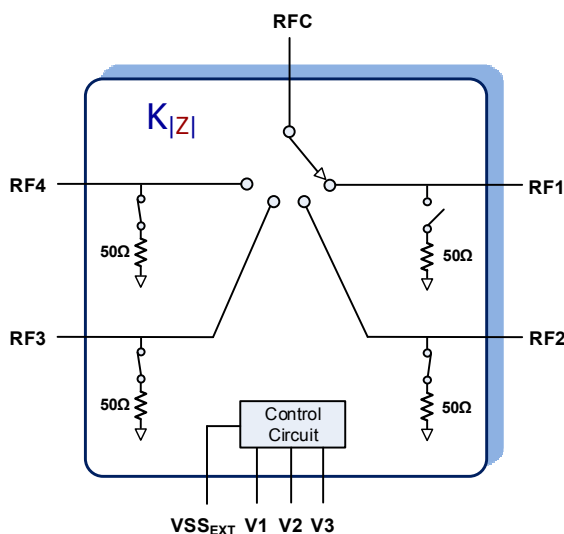 RFC
K|Z|
RF4
RF1
50Ω
50Ω
RF3
RF2
50Ω
50Ω
Control
Circuit
VSSEXT V1 V2 V3